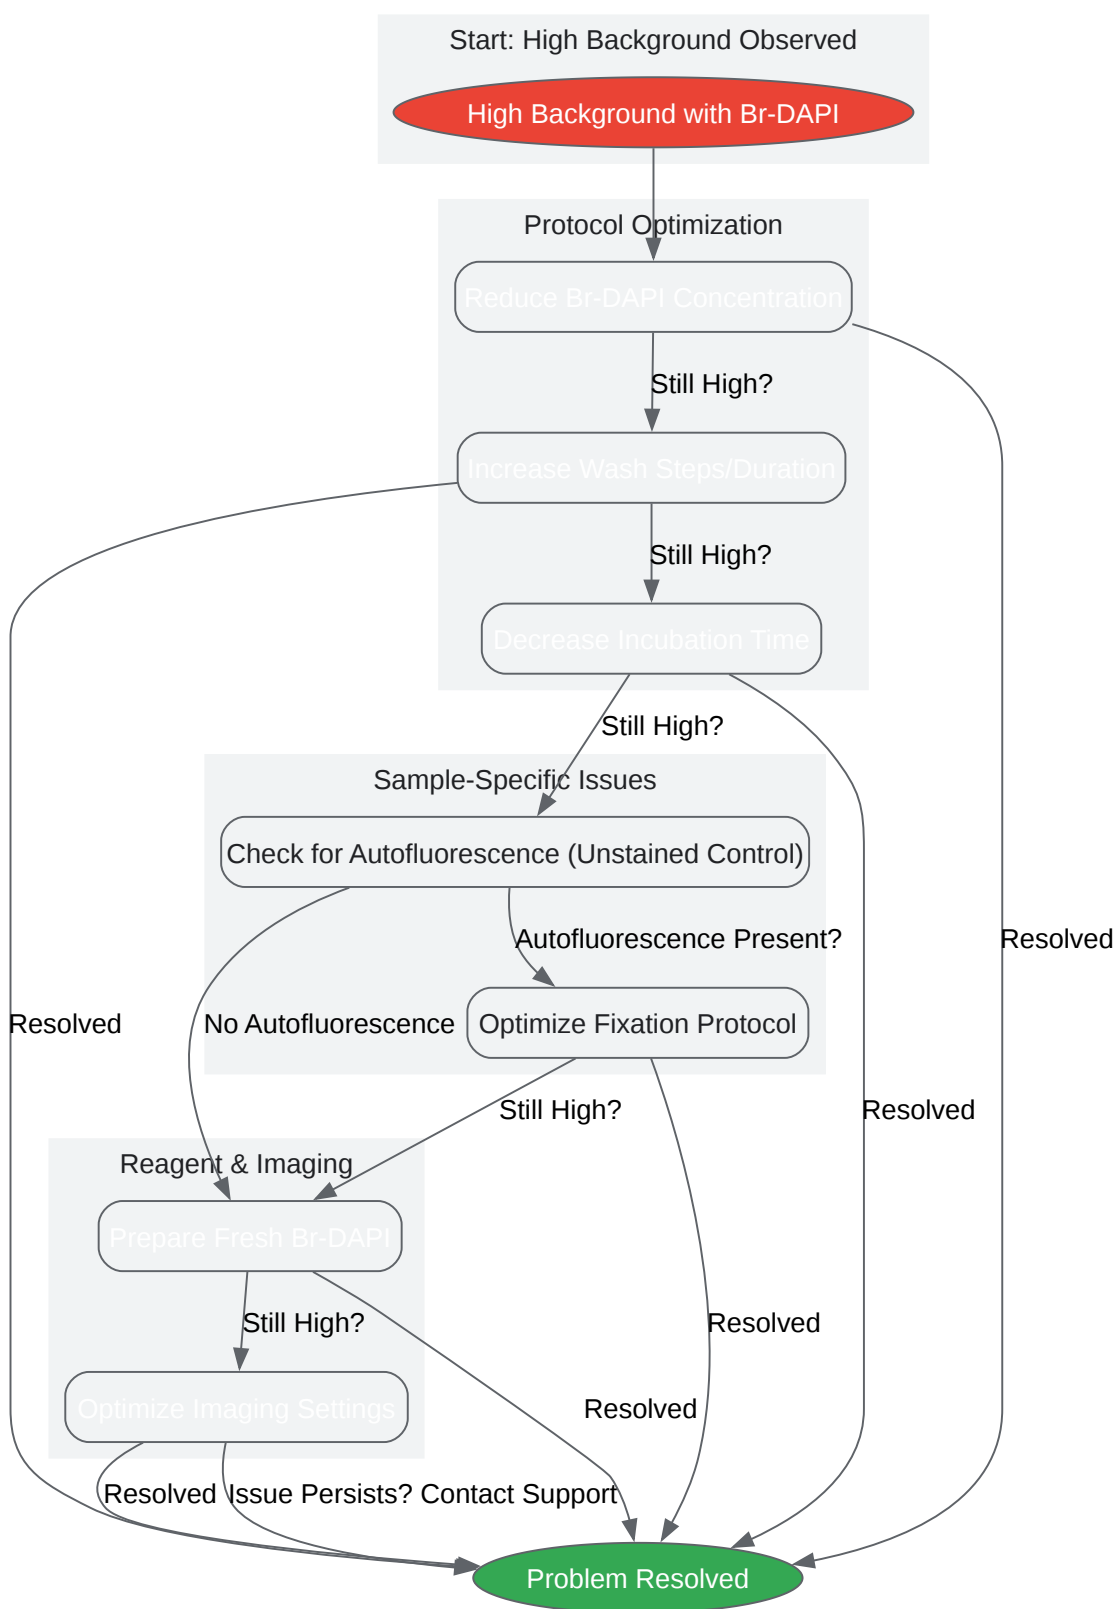 Start: High Background Observed
High Background with Br-DAPI
Protocol Optimization
Reduce Br-DAPI Concentration
Still High?
Increase Wash Steps/Duration
Still High?
Decrease Incubation Time
Still High?
Sample-Specific Issues
Check for Autofluorescence (Unstained Control)
Autofluorescence Present?
Resolved
Resolved
No Autofluorescence
Optimize Fixation Protocol
Still High?
Resolved
Reagent & Imaging
Prepare Fresh Br-DAPI
Still High?
Resolved
Optimize Imaging Settings
Resolved
Resolved
Issue Persists? Contact Support
Problem Resolved